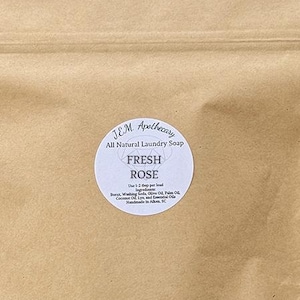 J.E.M. Apothecary
All Natural Laundry Soap
FRESH
ROSE
Use 1-2 tbsp per load
Ingredients:
Borax, Washing Soda, Olive Oil, Palm Oil,
Coconut Oil, Lye, and Essential Oils
Handmade in Aiken, SC